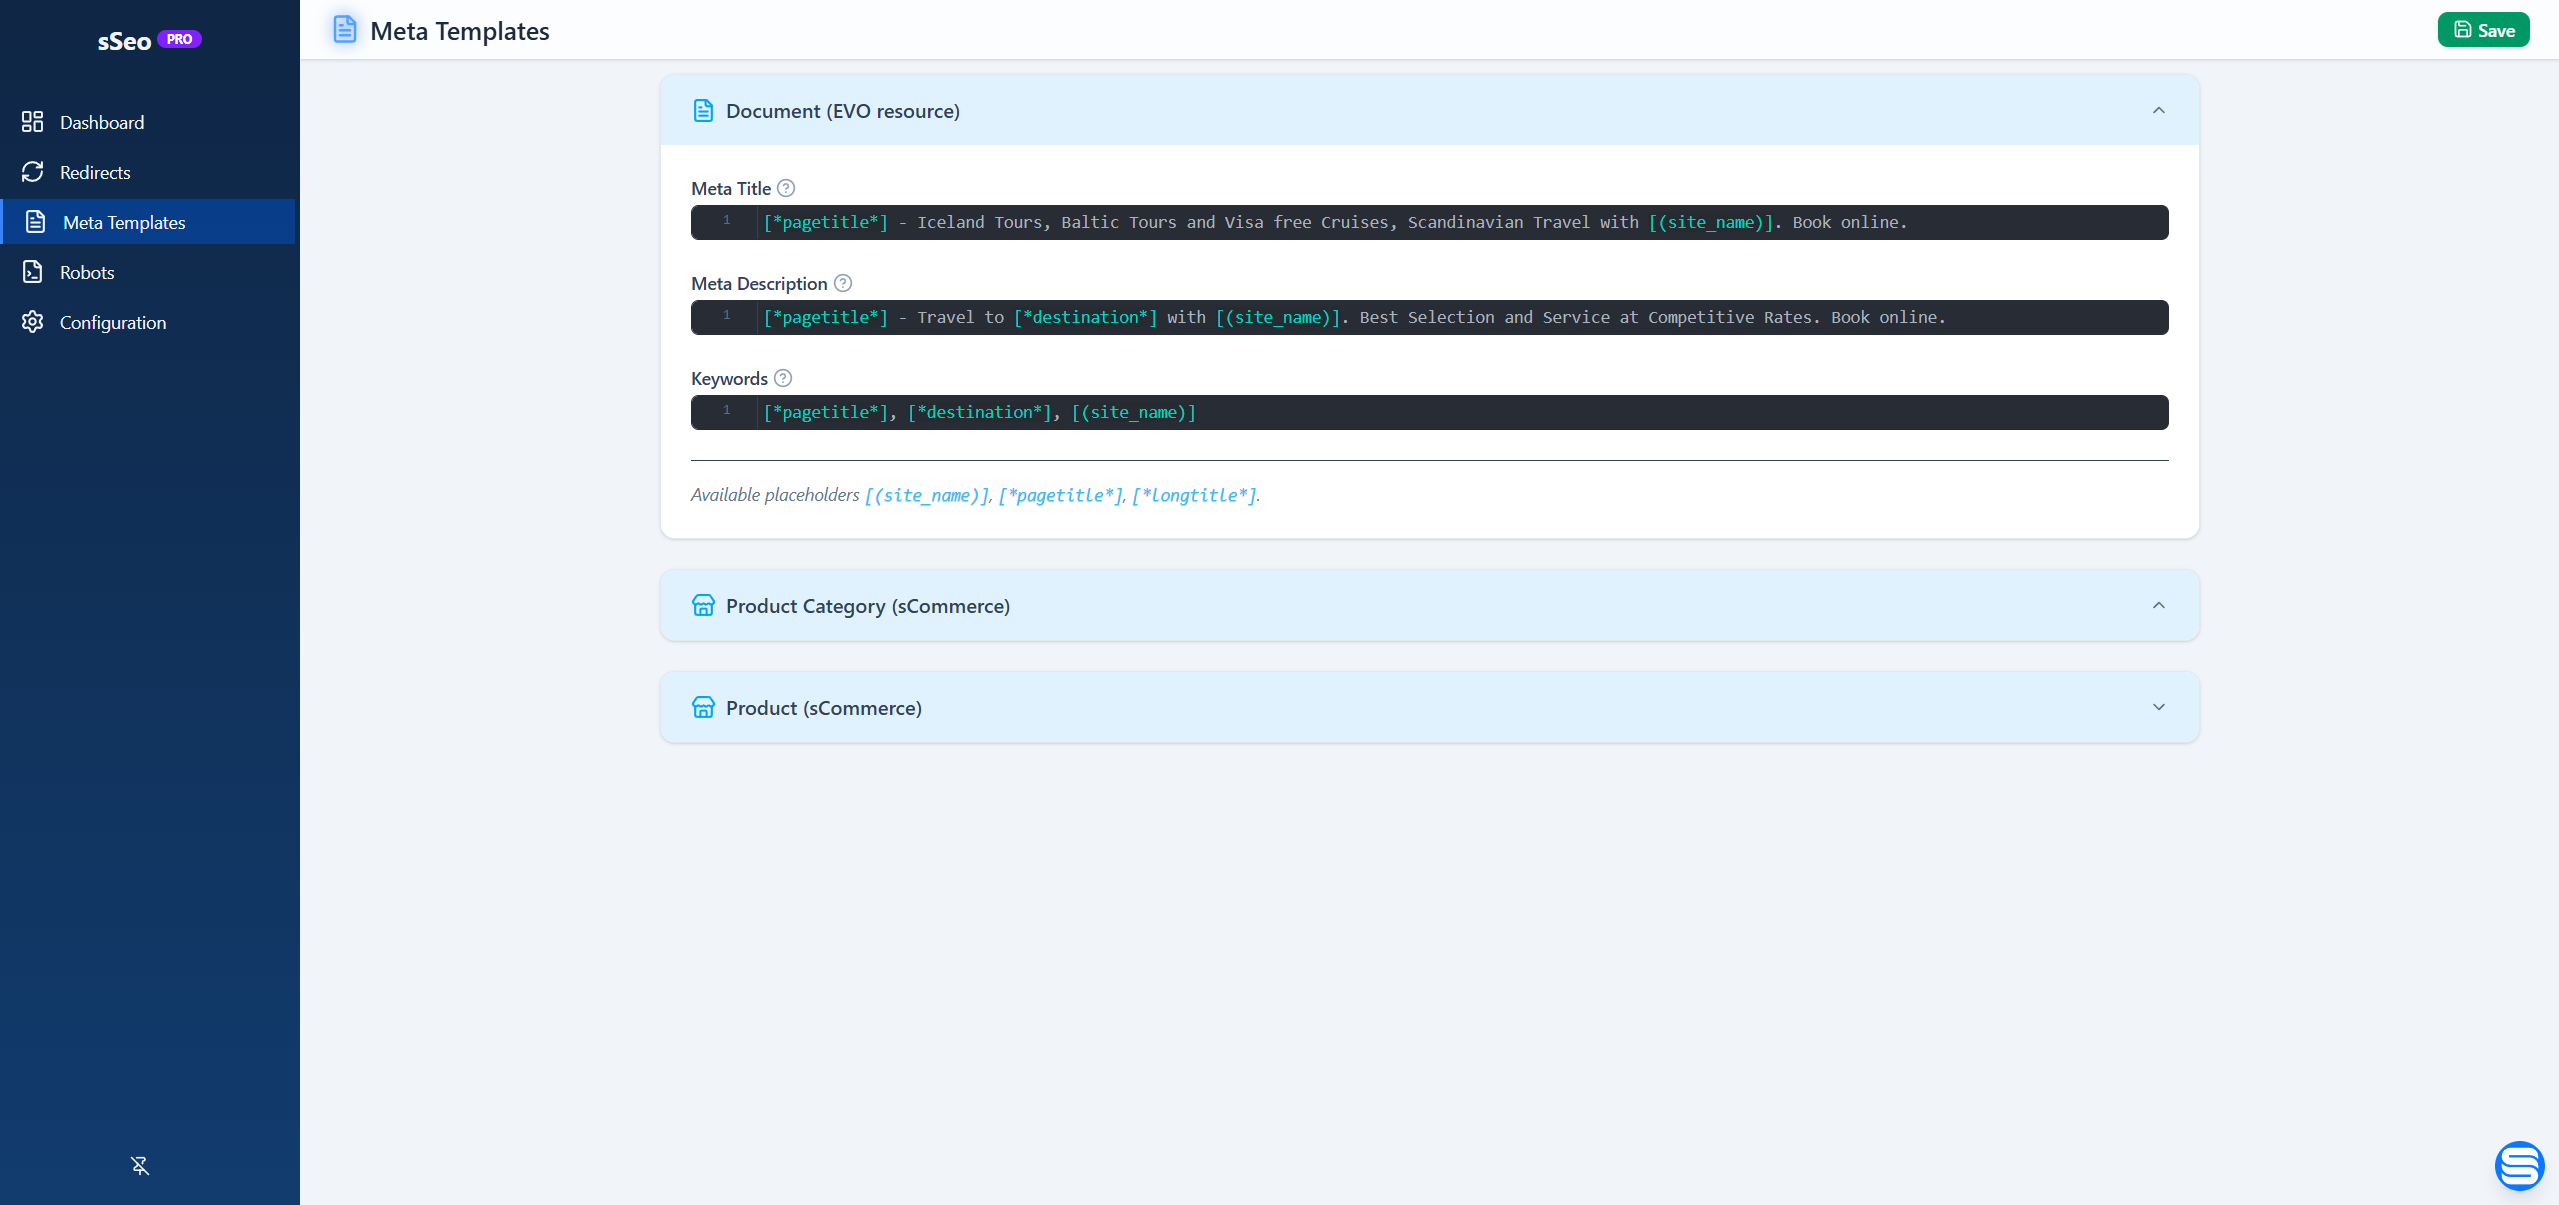 sSeo PRO
Dashboard
Redirects
Meta Templates
Robots
Configuration
Meta Templates
Save
Document (EVO resource)
Meta Title
1 [*pagetitle*] - Iceland Tours, Baltic Tours and Visa free Cruises, Scandinavian Travel with [(site_name)]. Book online.
Meta Description
1 [*pagetitle*] - Travel to [*destination*] with [(site_name)]. Best Selection and Service at Competitive Rates. Book online.
Keywords
1 [*pagetitle*], [*destination*], [(site_name)]
Available placeholders [(site_name)], [*pagetitle*], [*longtitle*].
Product Category (sCommerce)
Product (sCommerce)